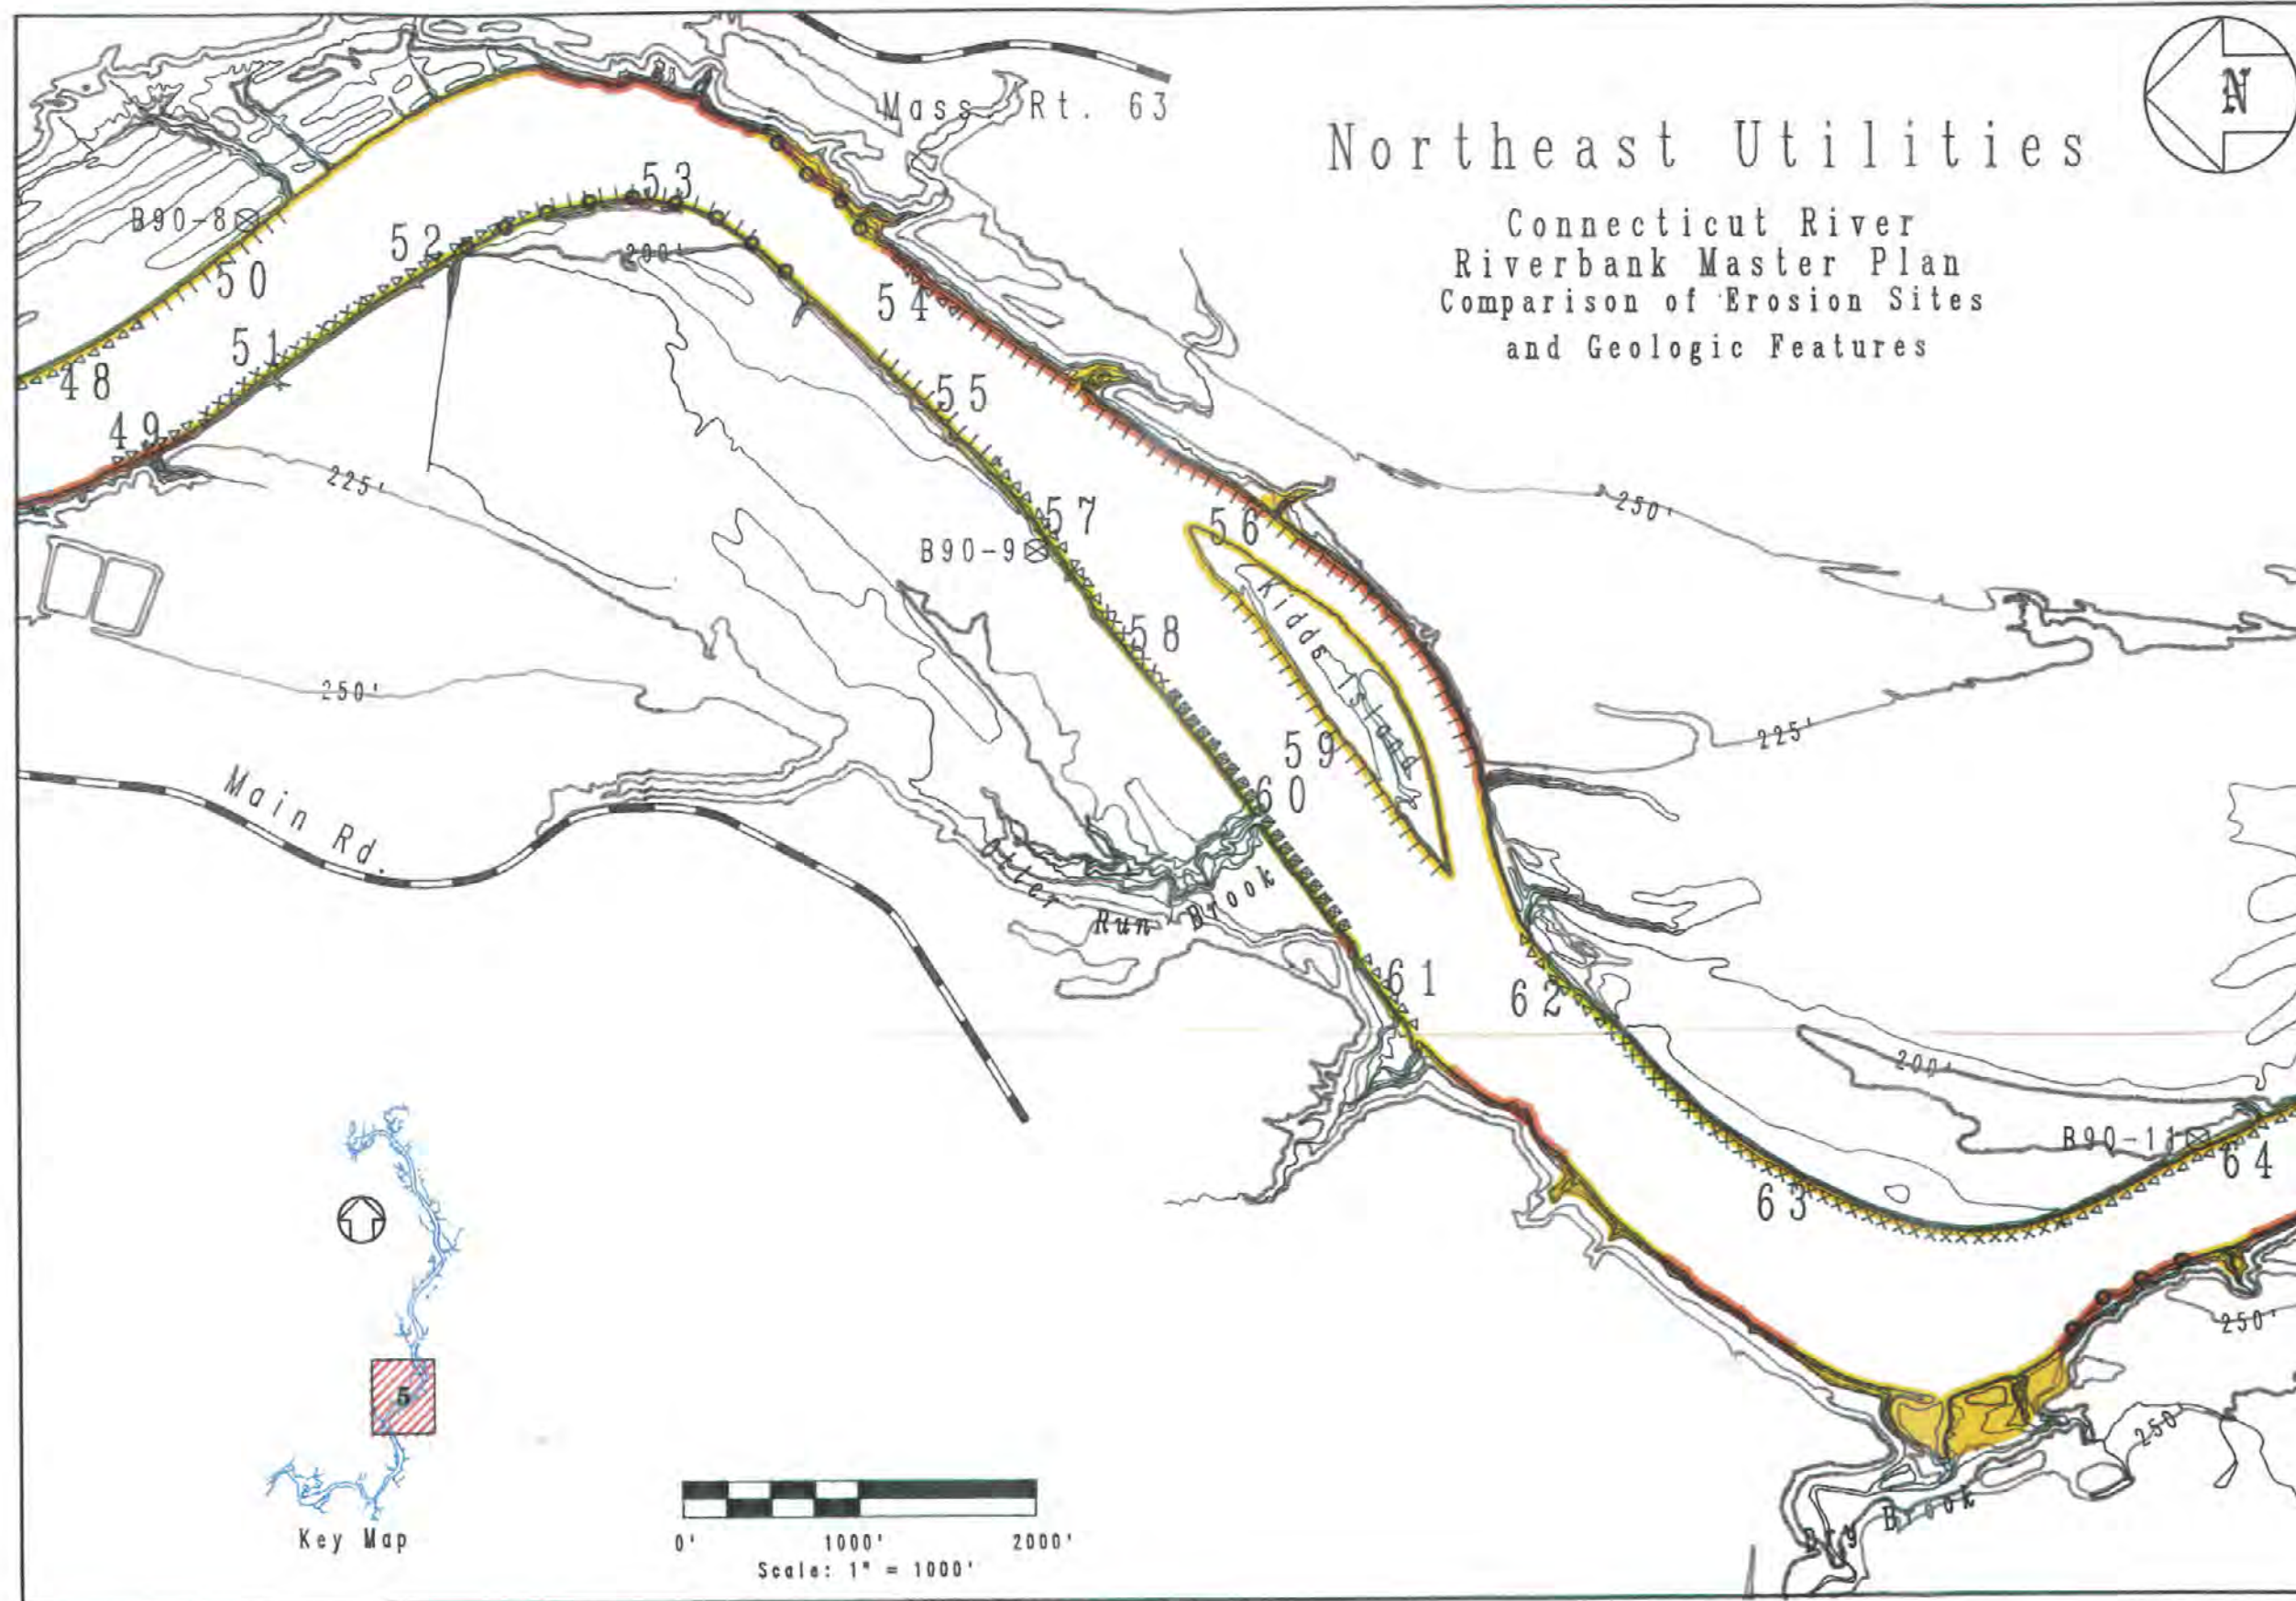 Mass. Rt. 63
N
Northeast Utilities
Connecticut River
Riverbank Master Plan
Comparison of Erosion Sites
and Geologic Features
B90-8
53
52
200'
50
54
51
48
55
49
225'
250'
57
56
B90-9
Kidds Island
58
250'
225'
59
60
Main Rd.
Otter Run Brook
61
62
200'
B90-11
64
63
250'
5
250'
Key Map
0' 1000' 2000'
Scale: 1" = 1000'
Dry Brook